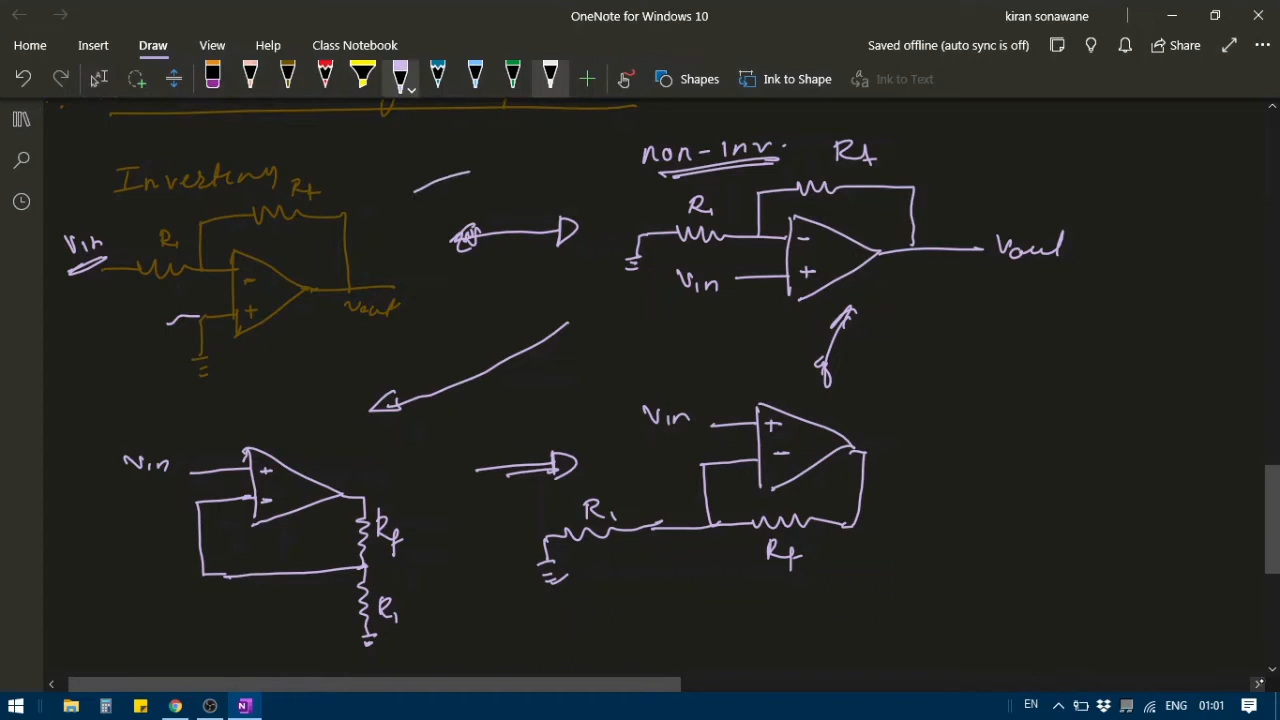 OneNote for Windows 10
kiran sonawane
Home Insert Draw View Help Class Notebook
Saved offline (auto sync is off) Share
Shapes Ink to Shape Ink to Text
Inverting
Rf
Vin
R1
-
+
Vout
non-inv.
Rf
R1
-
Vin
+
Vout
Vin
+
-
Rf
R1
Vin
+
-
R1
Rf
EN ENG 01:01